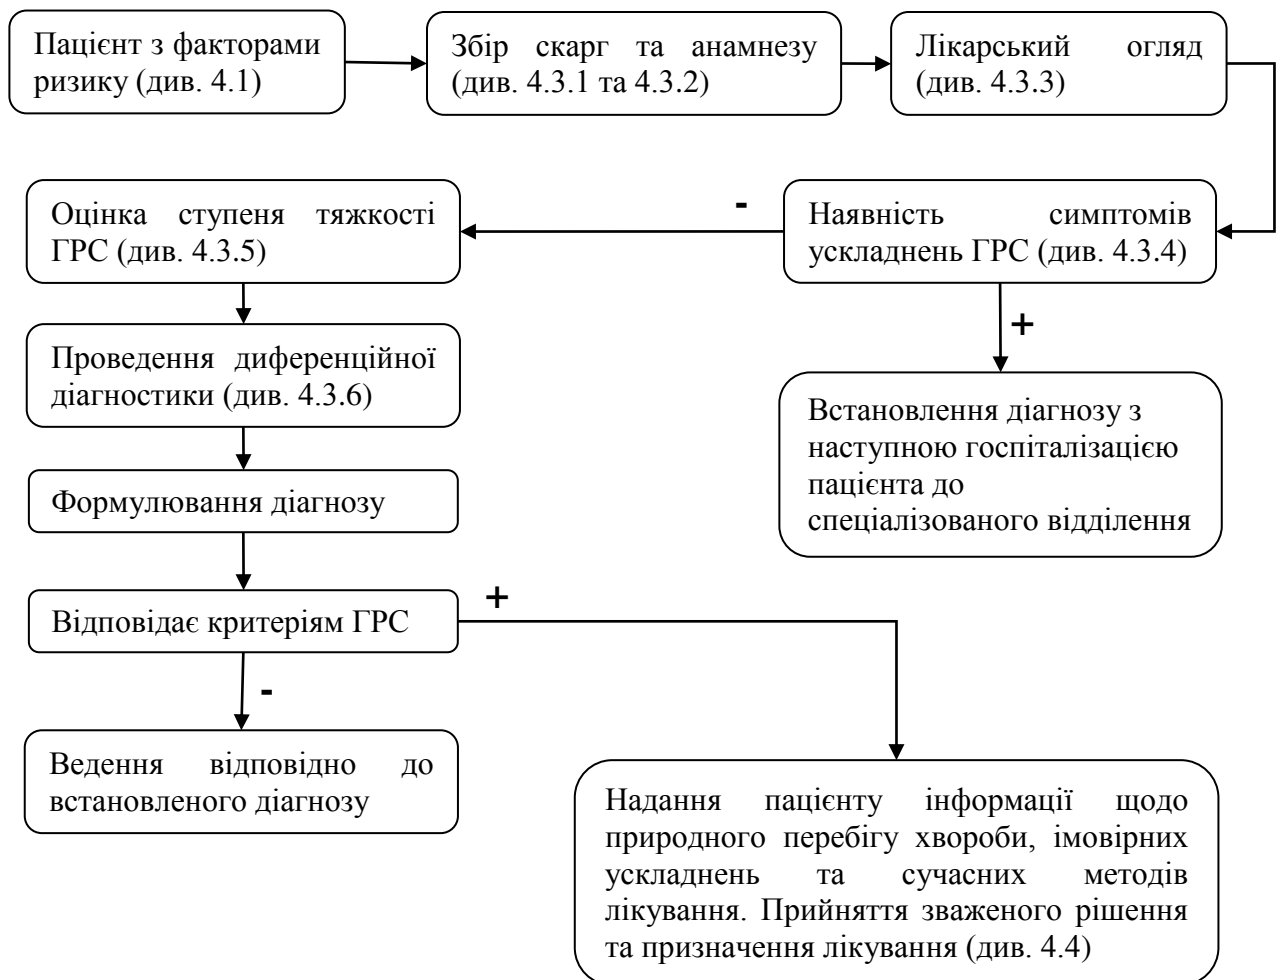 Пацієнт з факторами
ризику (див. 4.1)
Збір скарг та анамнезу
(див. 4.3.1 та 4.3.2)
Лікарський огляд
(див. 4.3.3)
Наявність симптомів
ускладнень ГРС (див. 4.3.4)
-
Оцінка ступеня тяжкості
ГРС (див. 4.3.5)
+
Встановлення діагнозу з
наступною госпіталізацією
пацієнта до
спеціалізованого відділення
Проведення диференційної
діагностики (див. 4.3.6)
Формулювання діагнозу
Відповідає критеріям ГРС
+
-
Ведення відповідно до
встановленого діагнозу
Надання пацієнту інформації щодо
природного перебігу хвороби, імовірних
ускладнень та сучасних методів
лікування. Прийняття зваженого рішення
та призначення лікування (див. 4.4)